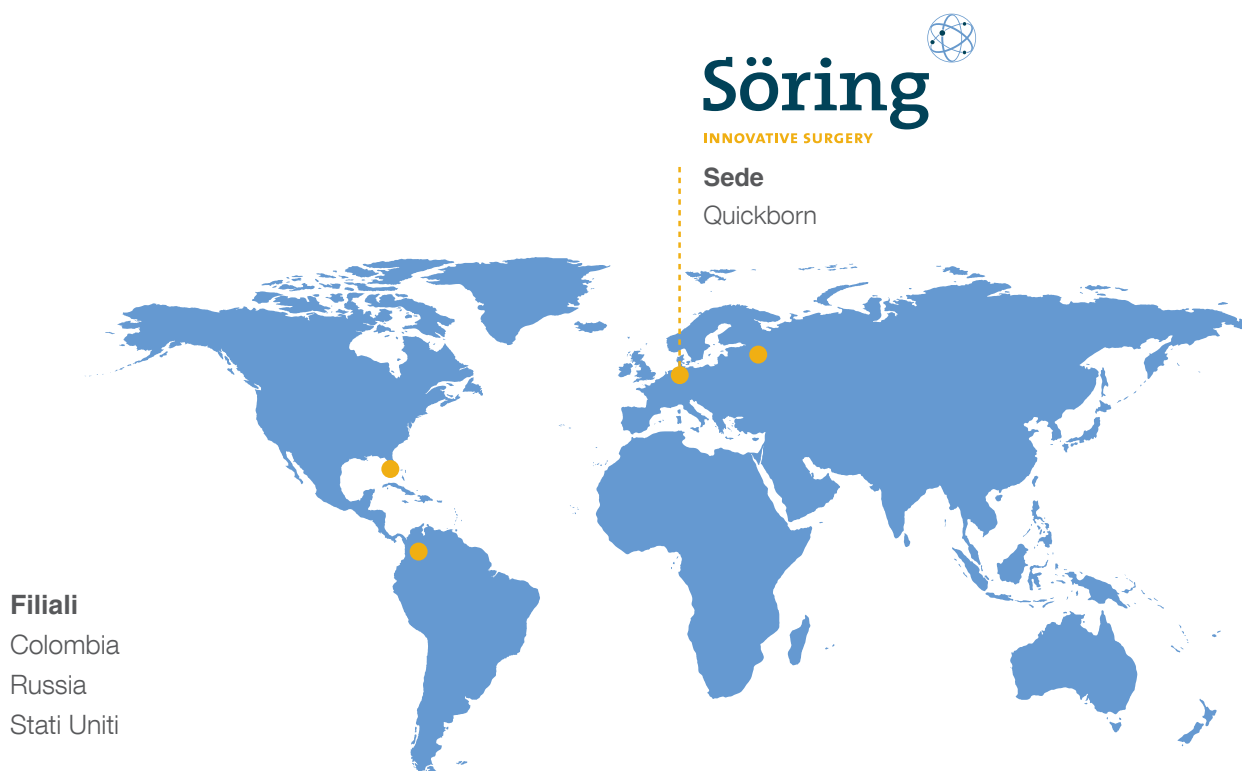 Söring
INNOVATIVE SURGERY
Sede
Quickborn
Filiali
Colombia
Russia
Stati Uniti